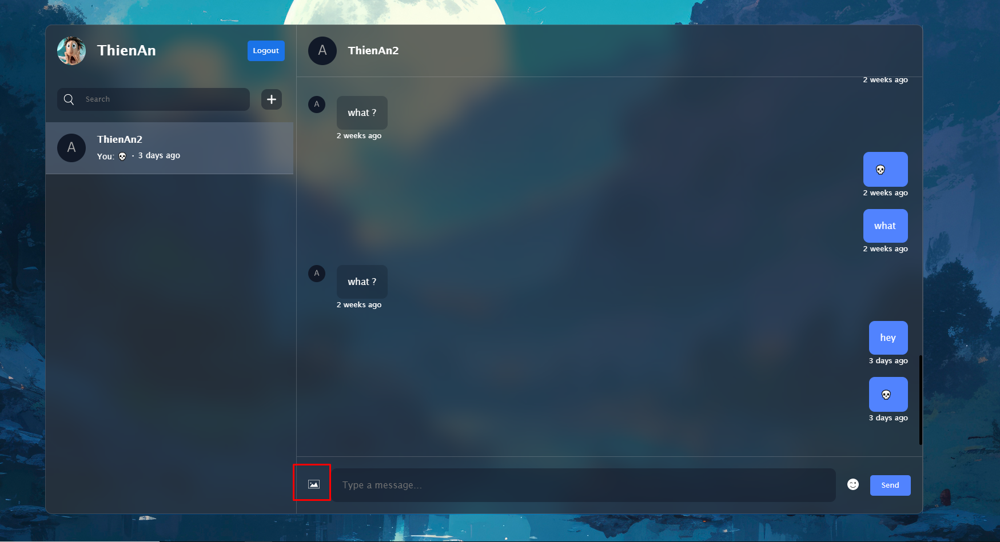 ThienAn
Logout
Search
ThienAn2
You: 💀 · 3 days ago
A
A
ThienAn2
2 weeks ago
A
what ?
2 weeks ago
💀
2 weeks ago
what
2 weeks ago
A
what ?
2 weeks ago
hey
3 days ago
💀
3 days ago
Type a message...
Send